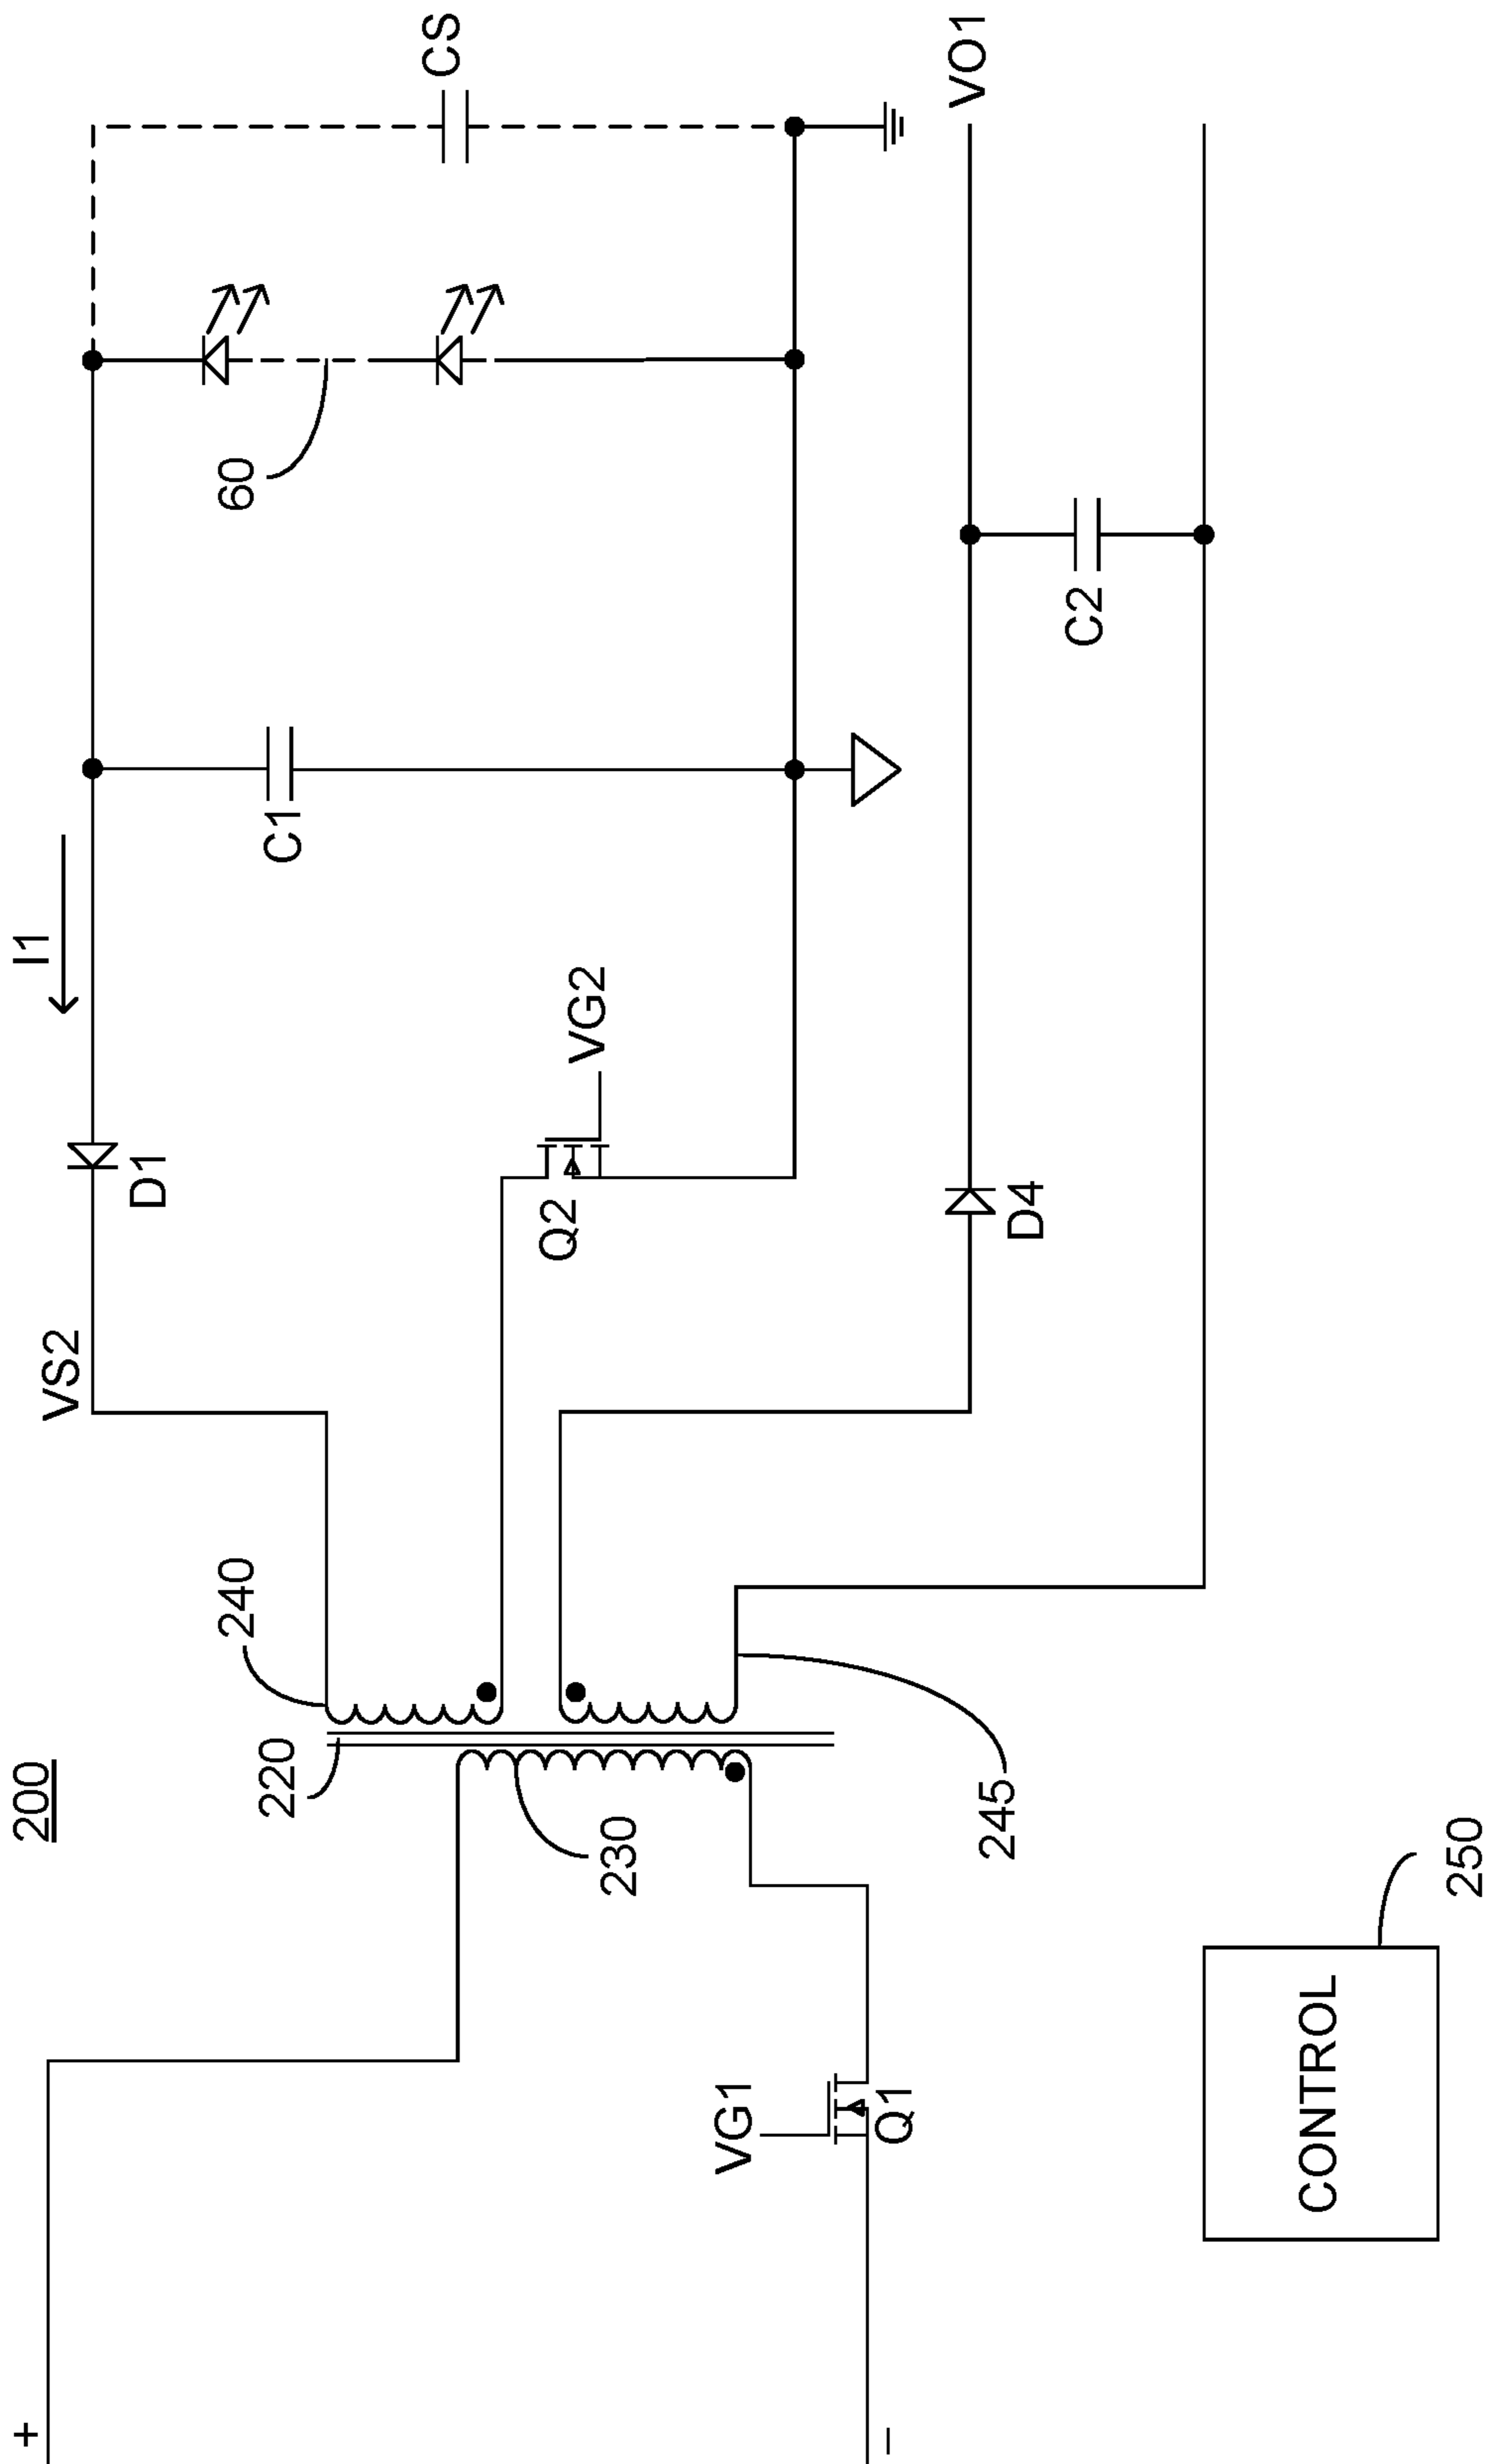 200
+
VG1
Q1
−
CONTROL
250
220
230
240
245
VS2
D1
I1
Q2
VG2
D4
C1
60
C2
CS
VO1